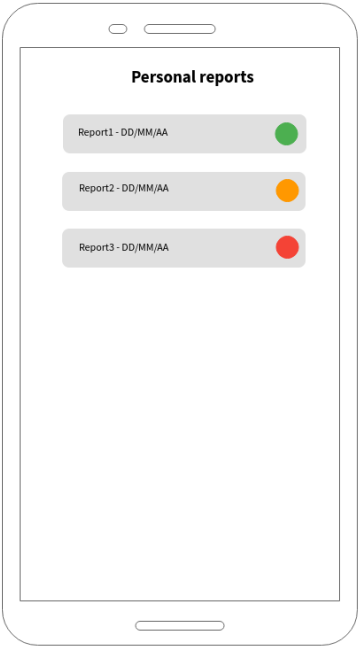 Personal reports
Report1 - DD/MM/AA
Report2 - DD/MM/AA
Report3 - DD/MM/AA